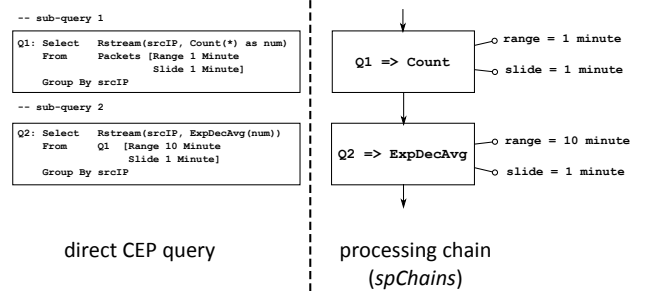 -- sub-query 1
Q1: Select Rstream(srcIP, Count(*) as num)
From Packets [Range 1 Minute
Slide 1 Minute]
Group By srcIP
-- sub-query 2
Q2: Select Rstream(srcIP, ExpDecAvg(num))
From Q1 [Range 10 Minute
Slide 1 Minute]
Group By srcIP
direct CEP query
Q1 => Count
range = 1 minute
slide = 1 minute
Q2 => ExpDecAvg
range = 10 minute
slide = 1 minute
processing chain
(spChains)